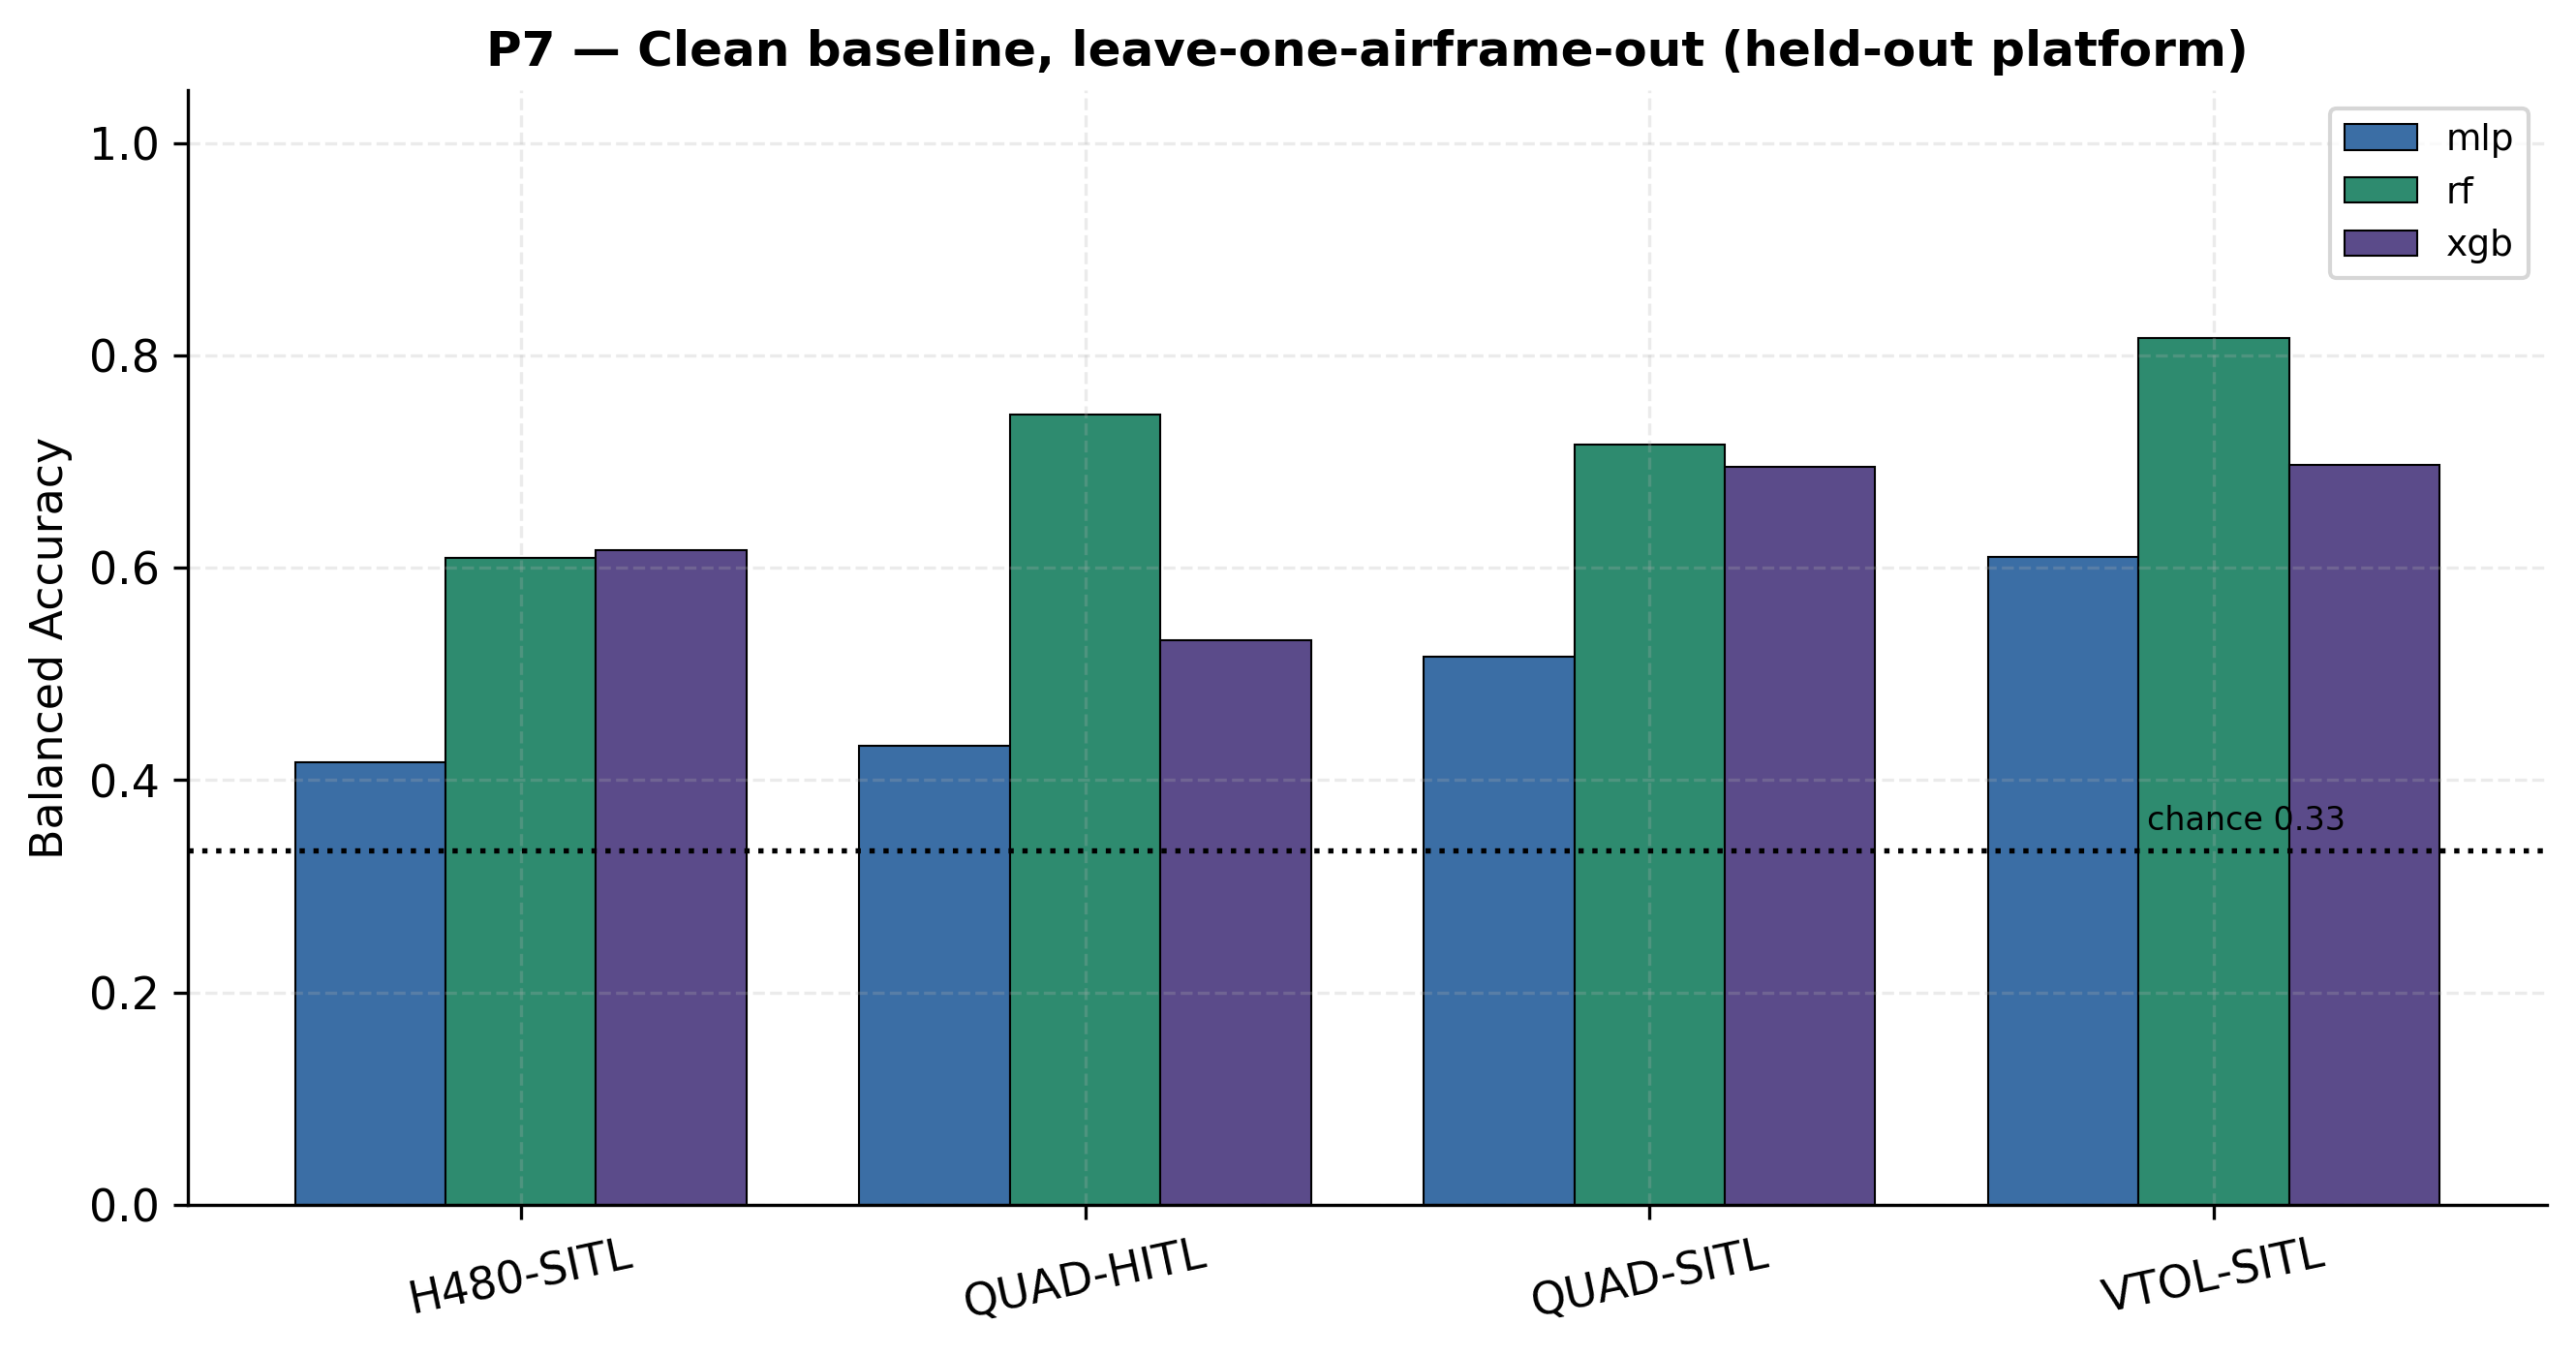 P7 — Clean baseline, leave-one-airframe-out (held-out platform)
mlp
rf
xgb
Balanced Accuracy
1.0
0.8
0.6
0.4
0.2
0.0
chance 0.33
H480-SITL
QUAD-HITL
QUAD-SITL
VTOL-SITL